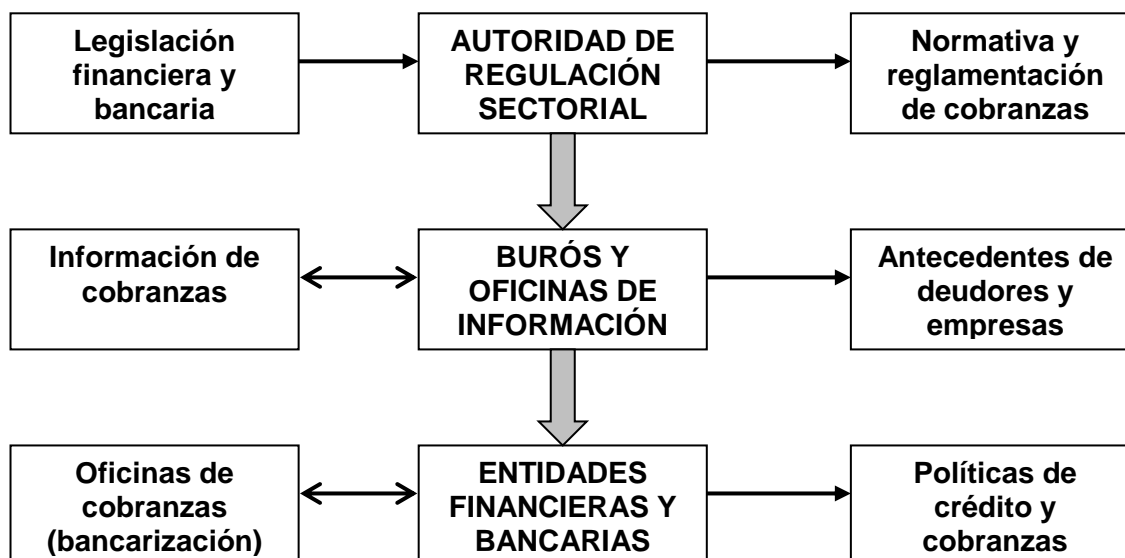 Legislación
financiera y
bancaria
AUTORIDAD DE
REGULACIÓN
SECTORIAL
Normativa y
reglamentación
de cobranzas
Información de
cobranzas
BURÓS Y
OFICINAS DE
INFORMACIÓN
Antecedentes de
deudores y
empresas
Oficinas de
cobranzas
(bancarización)
ENTIDADES
FINANCIERAS Y
BANCARIAS
Políticas de
crédito y
cobranzas